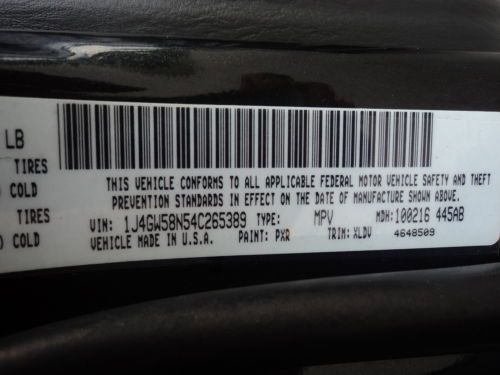 LB
TIRES
COLD
TIRES
COLD
THIS VEHICLE CONFORMS TO ALL APPLICABLE FEDERAL MOTOR VEHICLE SAFETY AND THEFT
PREVENTION STANDARDS IN EFFECT ON THE DATE OF MANUFACTURE SHOWN ABOVE.
VIN: 1J4GW58N54C265389 TYPE: MPV MDH:100216 445AB
VEHICLE MADE IN U.S.A. PAINT: PXR TRIM: XLDV 4648509